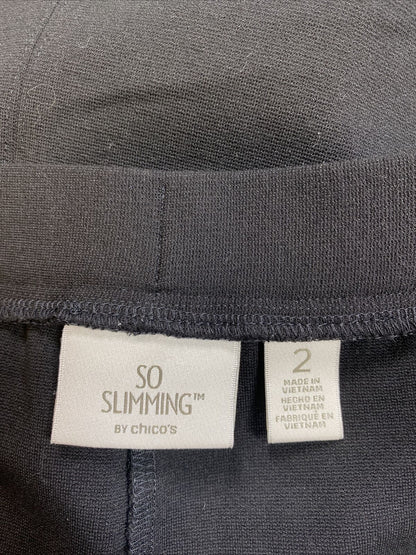 SO
SLIMMING™
BY chico's
2
MADE IN
VIETNAM
HECHO EN
VIETNAM
FABRIQUÉ EN
VIETNAM